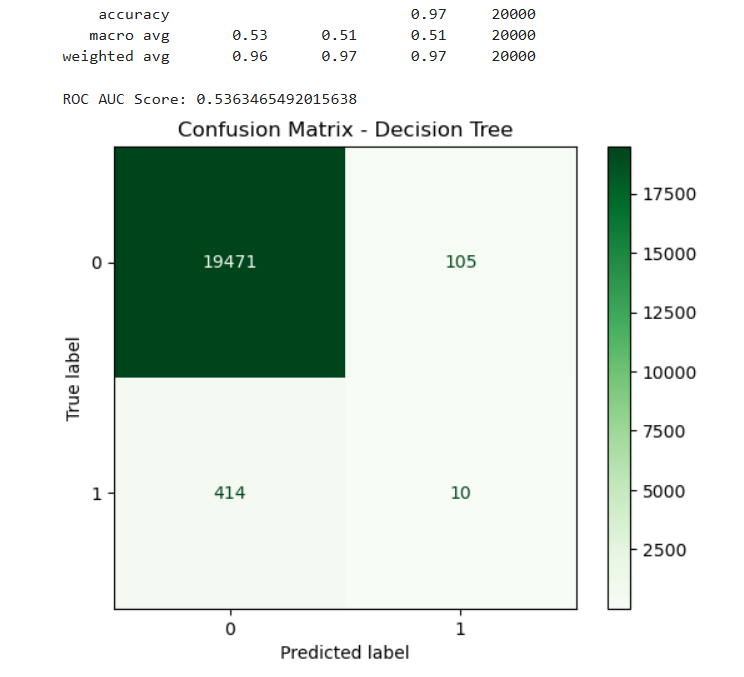 accuracy 0.97 20000
macro avg 0.53 0.51 0.51 20000
weighted avg 0.96 0.97 0.97 20000
ROC AUC Score: 0.5363465492015638
Confusion Matrix - Decision Tree
0 19471 105
1 414 10
0 1
Predicted label
True label
17500
15000
12500
10000
7500
5000
2500